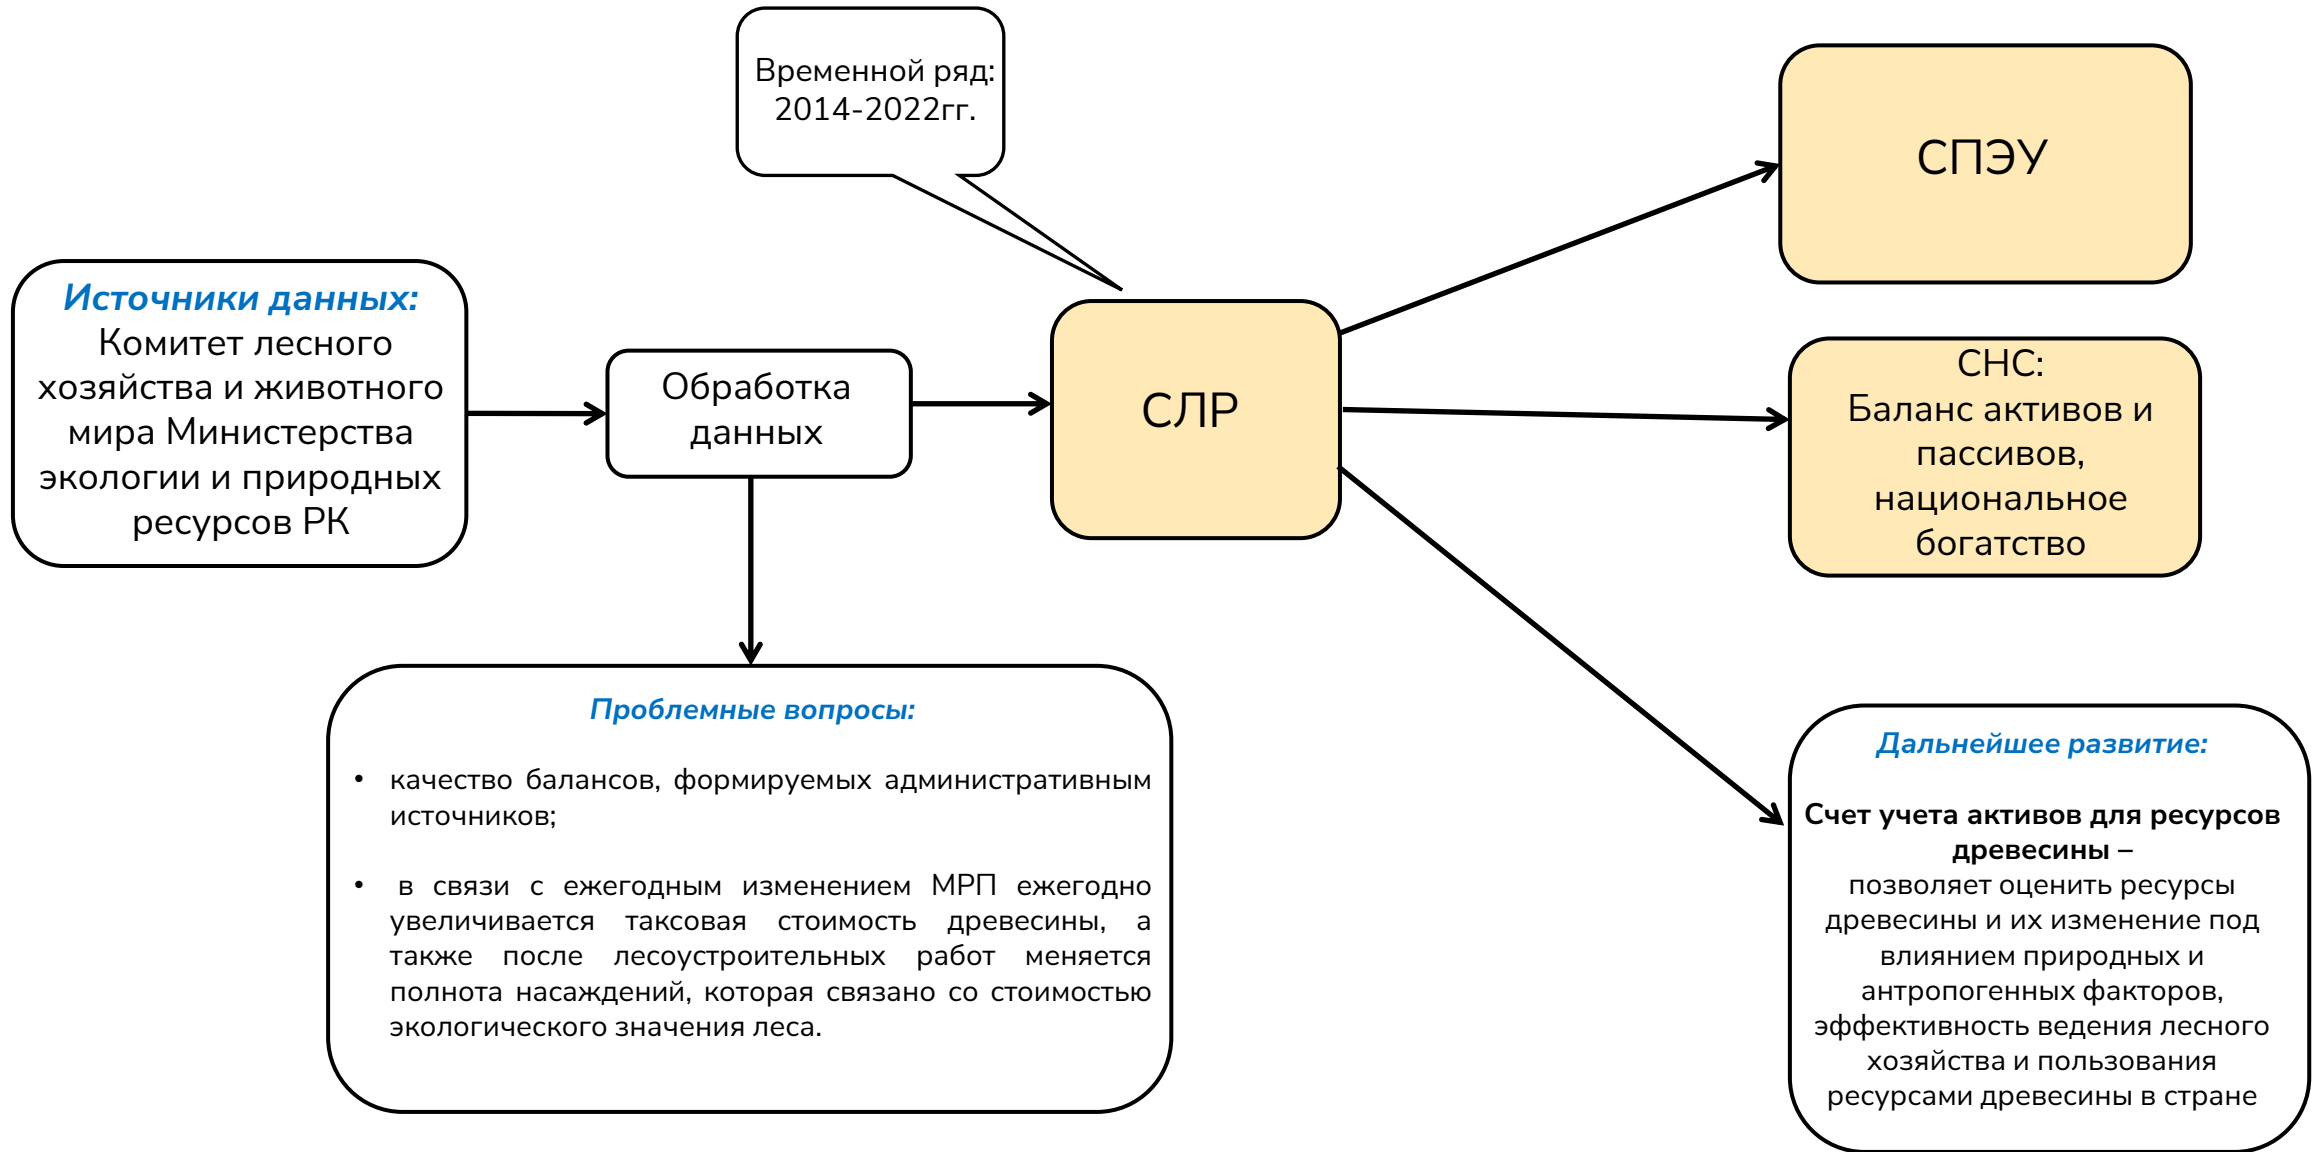 Временной ряд:
2014-2022гг.
СПЭУ
Источники данных:
Комитет лесного
хозяйства и животного
мира Министерства
экологии и природных
ресурсов РК
Обработка
данных
СЛР
СНС:
Баланс активов и
пассивов,
национальное
богатство
Проблемные вопросы:
• качество балансов, формируемых административным
источников;
• в связи с ежегодным изменением МРП ежегодно
увеличивается таксовая стоимость древесины, а
также после лесоустроительных работ меняется
полнота насаждений, которая связано со стоимостью
экологического значения леса.
Дальнейшее развитие:
Счет учета активов для ресурсов
древесины –
позволяет оценить ресурсы
древесины и их изменение под
влиянием природных и
антропогенных факторов,
эффективность ведения лесного
хозяйства и пользования
ресурсами древесины в стране